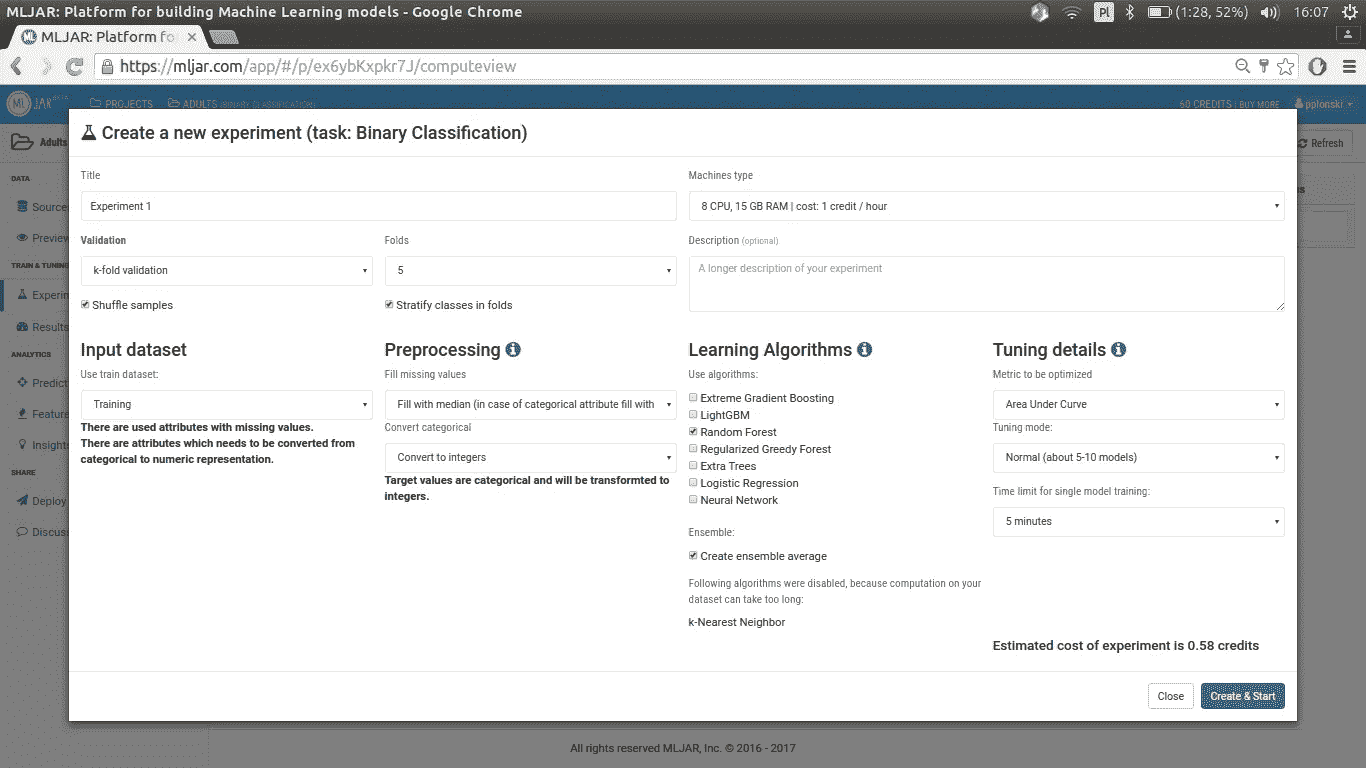 MLJAR: Platform for building Machine Learning models - Google Chrome
Pl
(1:28, 52%)
16:07
MLJAR: Platform fo
https://mljar.com/app/#/p/ex6ybKxpkr7J/computeview
ML JAR BETA
PROJECTS
ADULTS (BINARY CLASSIFICATION)
60 CREDITS : BUY MORE
pplonski
Adults
Refresh
DATA
Source
Preview
TRAIN & TUNING
Experim
Results
ANALYTICS
Predict
Feature
Insights
SHARE
Deploy
Discuss
Create a new experiment (task: Binary Classification)
Title
Experiment 1
Machines type
8 CPU, 15 GB RAM | cost: 1 credit / hour
Validation
k-fold validation
Shuffle samples
Folds
5
Stratify classes in folds
Description (optional)
A longer description of your experiment
Input dataset
Use train dataset:
Training
There are used attributes with missing values.
There are attributes which needs to be converted from
categorical to numeric representation.
Preprocessing
Fill missing values
Fill with median (in case of categorical attribute fill with
Convert categorical
Convert to integers
Target values are categorical and will be transformted to
integers.
Learning Algorithms
Use algorithms:
Extreme Gradient Boosting
LightGBM
Random Forest
Regularized Greedy Forest
Extra Trees
Logistic Regression
Neural Network
Ensemble:
Create ensemble average
Following algorithms were disabled, because computation on your
dataset can take too long:
k-Nearest Neighbor
Tuning details
Metric to be optimized
Area Under Curve
Tuning mode:
Normal (about 5-10 models)
Time limit for single model training:
5 minutes
Estimated cost of experiment is 0.58 credits
Close
Create & Start
All rights reserved MLJAR, Inc. © 2016 - 2017